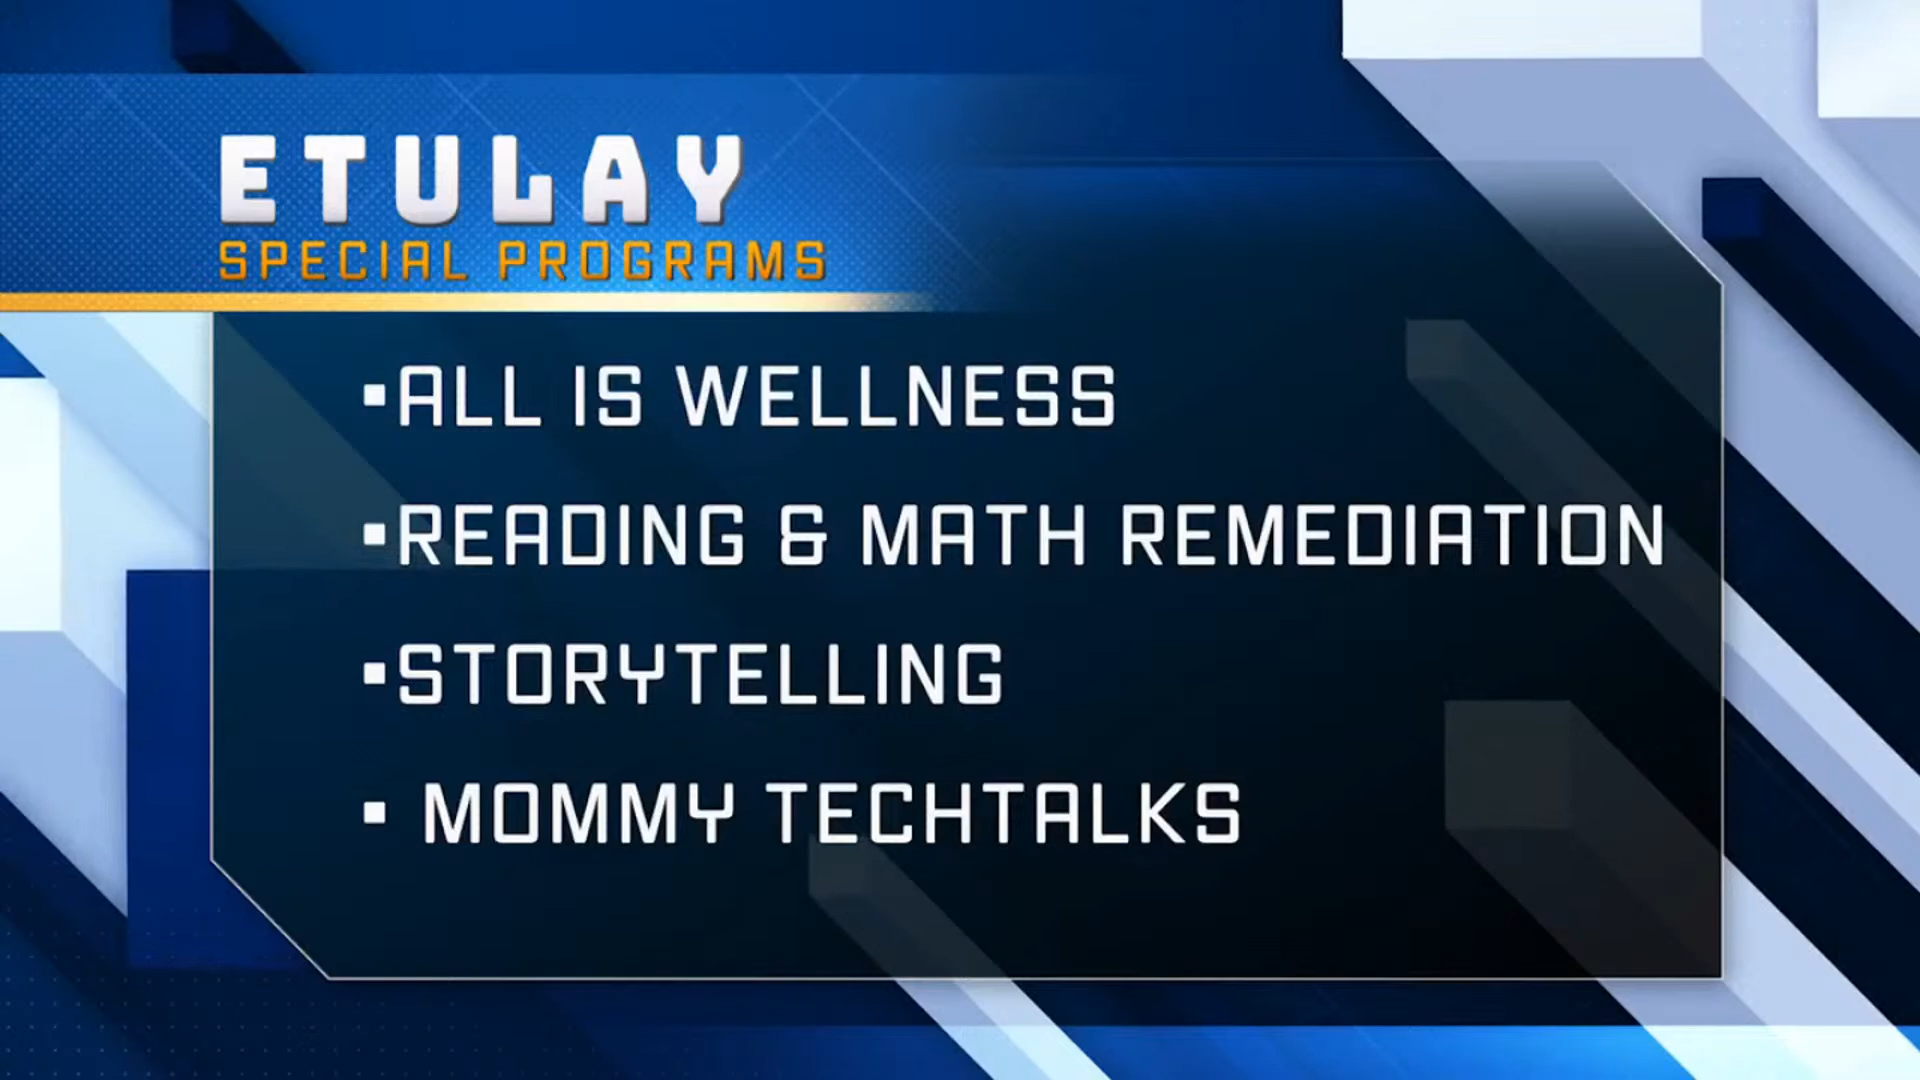 ETULAY
SPECIAL PROGRAMS
▪ALL IS WELLNESS
▪READING & MATH REMEDIATION
▪STORYTELLING
▪ MOMMY TECHTALKS